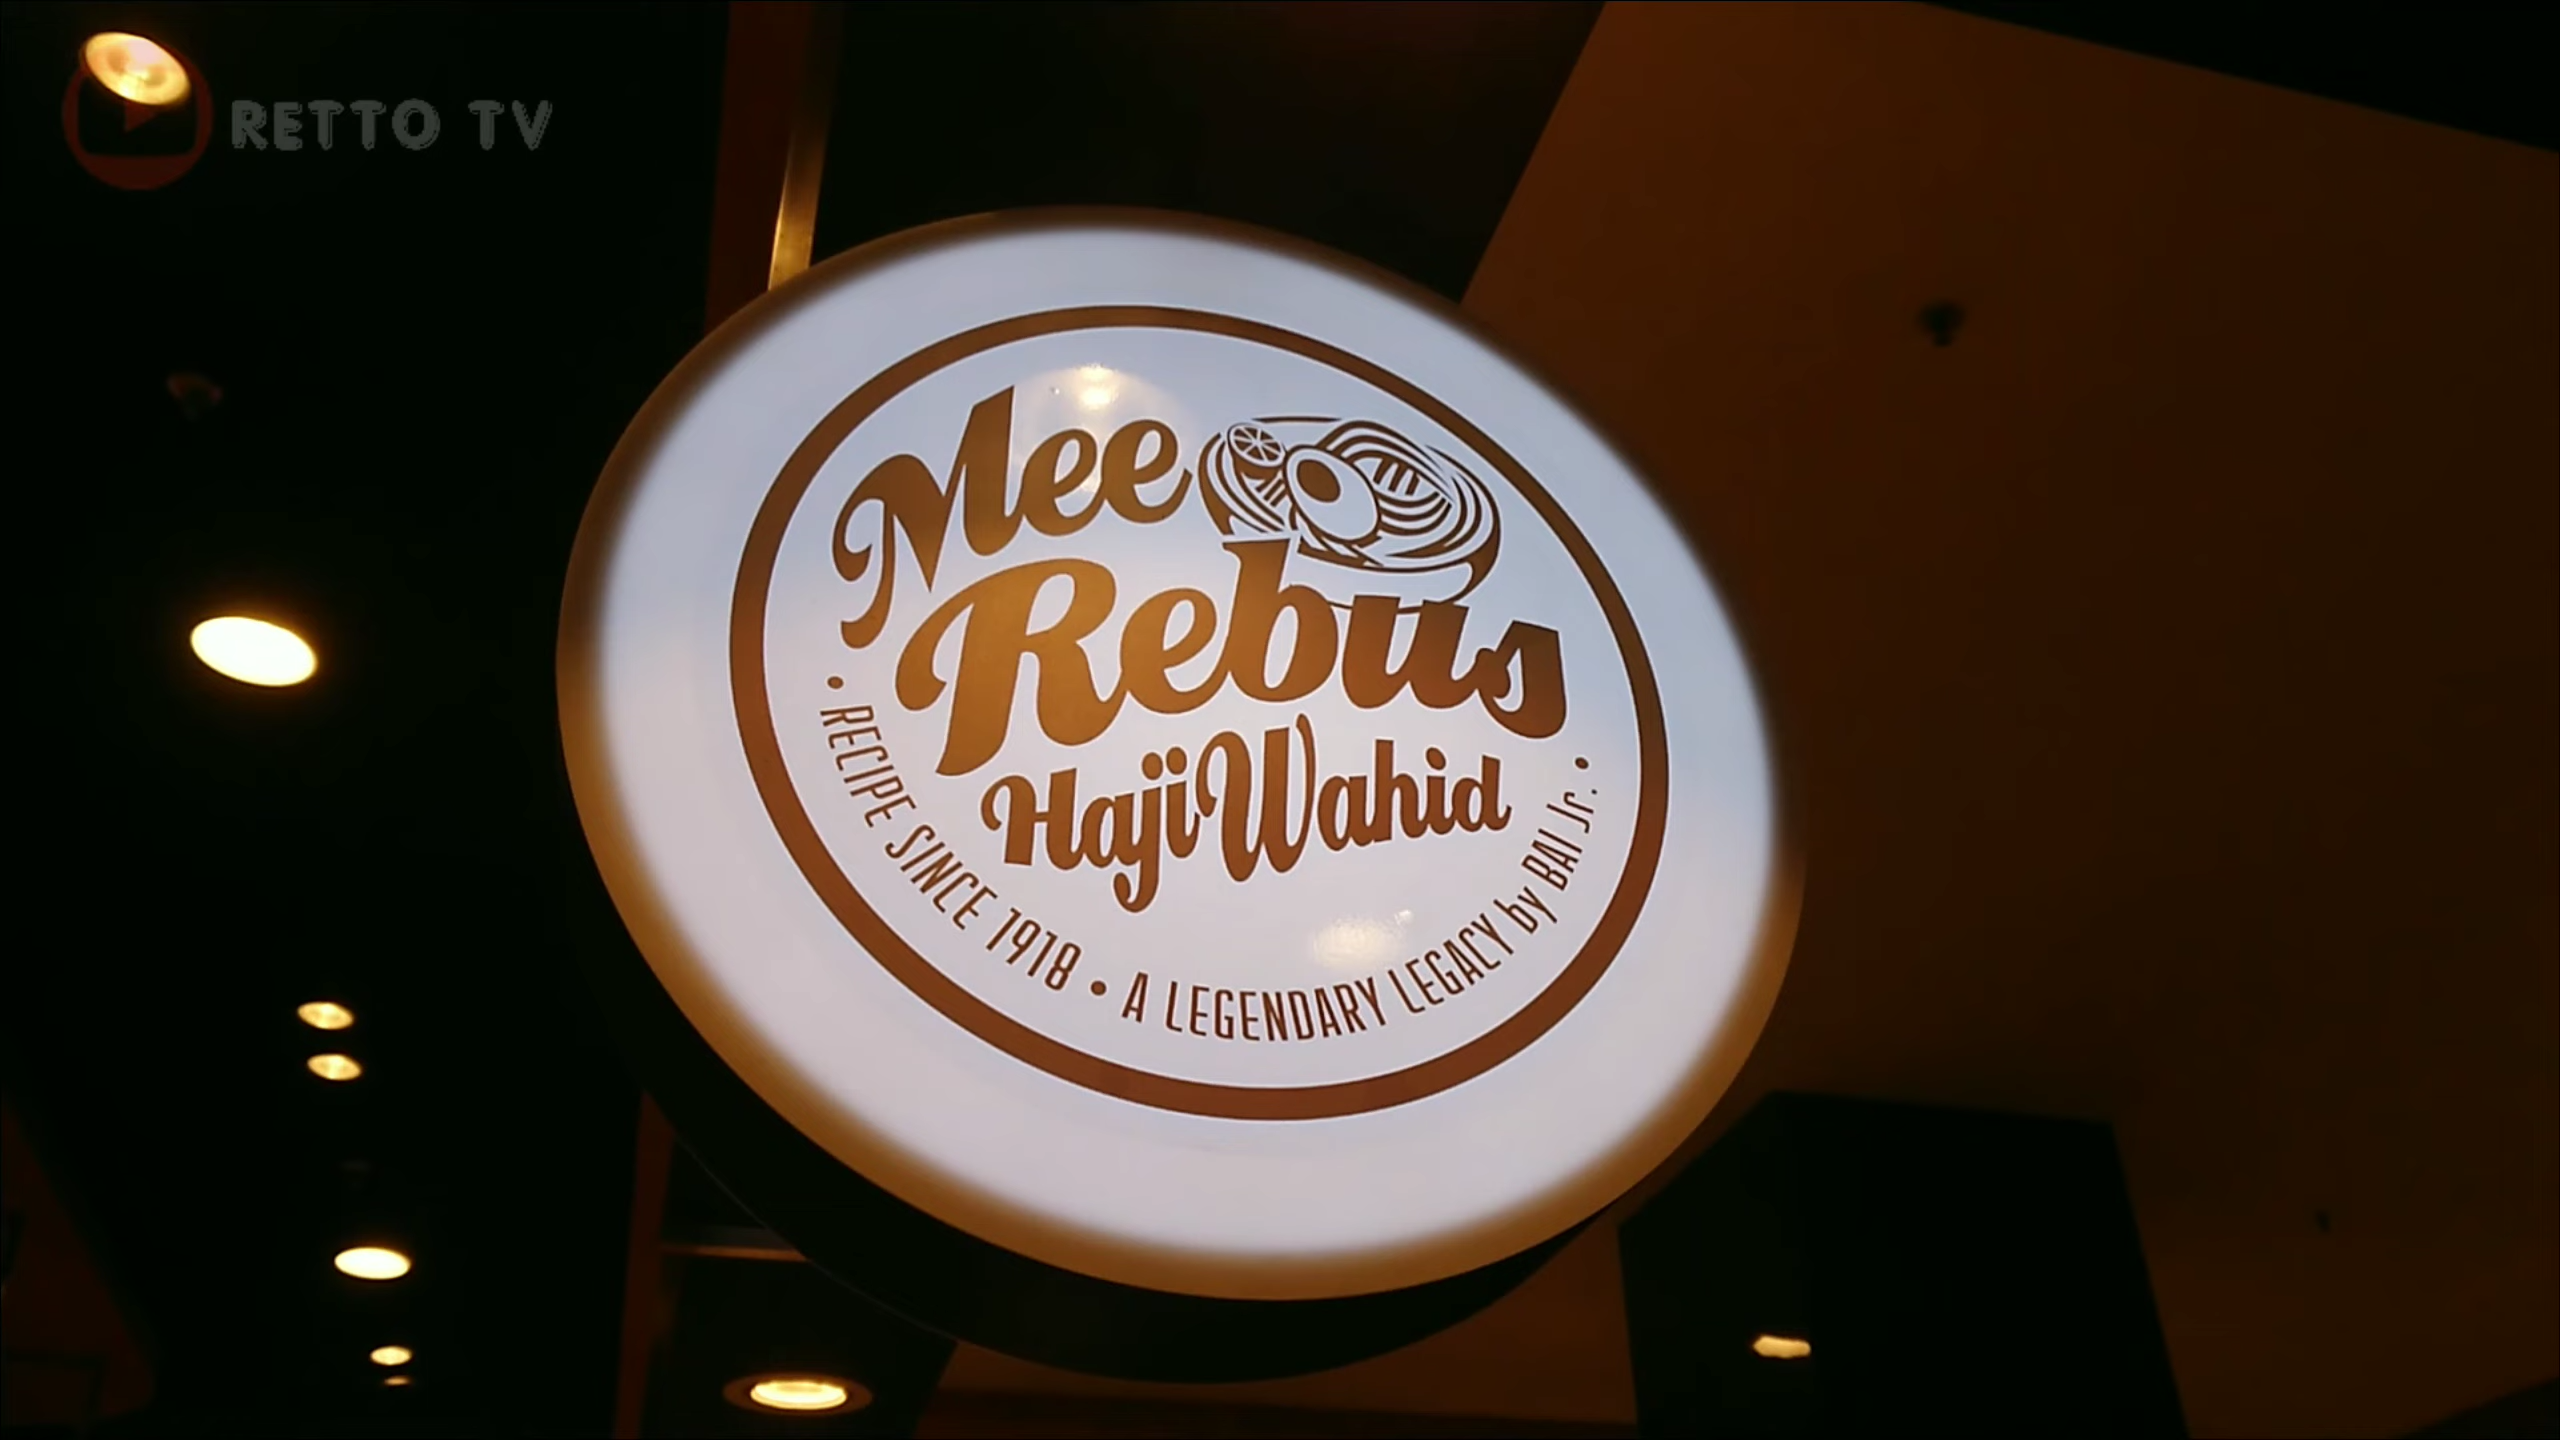 RETTO TV
Mee
Rebus
Haji Wahid
• RECIPE SINCE 1918 • A LEGENDARY LEGACY by BAI Jr. •